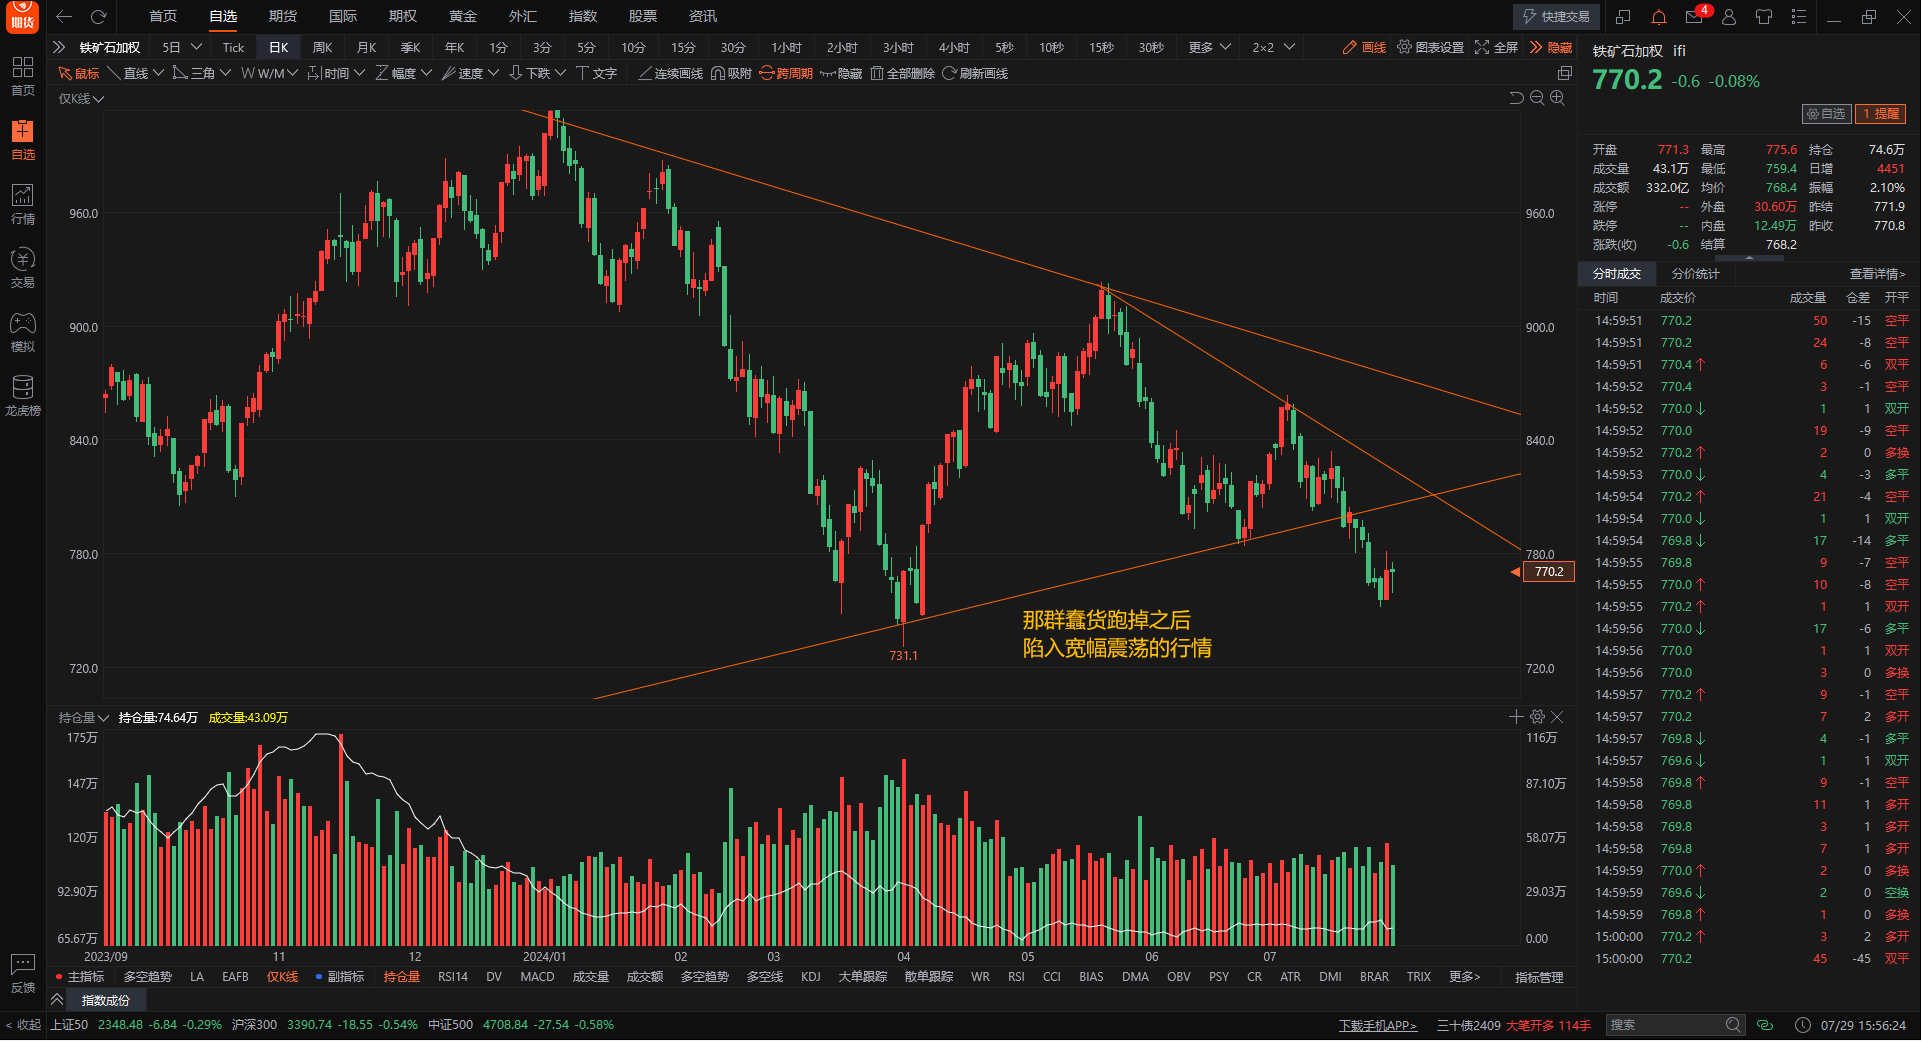 期货 首页 自选 期货 国际 期权 黄金 外汇 指数 股票 资讯 快捷交易 4
铁矿石加权 5日 Tick 日K 周K 月K 季K 年K 1分 3分 5分 10分 15分 30分 1小时 2小时 3小时 4小时 5秒 10秒 15秒 30秒 更多 2×2 画线 图表设置 全屏 隐藏
鼠标 直线 三角 W/M 时间 幅度 速度 下跌 文字 连续画线 吸附 跨周期 隐藏 全部删除 刷新画线
首页
自选
行情
交易
模拟
龙虎榜
反馈
< 收起
仅K线
960.0 960.0
900.0 900.0
840.0 840.0
780.0 780.0
770.2
720.0 720.0
731.1
那群蠢货跑掉之后
陷入宽幅震荡的行情
持仓量 持仓量:74.64万 成交量:43.09万
175万 116万
147万 87.10万
120万 58.07万
92.90万 29.03万
65.67万 0.00
2023/09 11 12 2024/01 02 03 04 05 06 07
主指标 多空趋势 LA EAFB 仅K线 副指标 持仓量 RSI14 DV MACD 成交量 成交额 多空趋势 多空线 KDJ 大单跟踪 散单跟踪 WR RSI CCI BIAS DMA OBV PSY CR ATR DMI BRAR TRIX 更多> 指标管理
指数成份
上证50 2348.48 -6.84 -0.29% 沪深300 3390.74 -18.55 -0.54% 中证500 4708.84 -27.54 -0.58% 下载手机APP> 三十债2409 大笔开多 114手 搜索 07/29 15:56:24
铁矿石加权 ifi
770.2 -0.6 -0.08%
自选 1 提醒
开盘 771.3 最高 775.6 持仓 74.6万
成交量 43.1万 最低 759.4 日增 4451
成交额 332.0亿 均价 768.4 振幅 2.10%
涨停 -- 外盘 30.60万 昨结 771.9
跌停 -- 内盘 12.49万 昨收 770.8
涨跌(收) -0.6 结算 768.2
分时成交 分价统计 查看详情>
时间 成交价 成交量 仓差 开平
14:59:51 770.2 50 -15 空平
14:59:51 770.2 24 -8 空平
14:59:51 770.4↑ 6 -6 双平
14:59:52 770.4 3 -1 空平
14:59:52 770.0↓ 1 1 双开
14:59:52 770.0 19 -9 空平
14:59:52 770.2↑ 2 0 多换
14:59:53 770.0↓ 4 -3 多平
14:59:54 770.2↑ 21 -4 空平
14:59:54 770.0↓ 1 1 双开
14:59:54 769.8↓ 17 -14 多平
14:59:55 769.8 9 -7 空平
14:59:55 770.0↑ 10 -8 空平
14:59:55 770.2↑ 1 1 双开
14:59:56 770.0↓ 17 -6 多平
14:59:56 770.0 1 1 双开
14:59:56 770.0 3 0 多换
14:59:57 770.2↑ 9 -1 空平
14:59:57 770.2 7 2 多开
14:59:57 769.8↓ 4 -1 多平
14:59:57 769.6↓ 1 1 双开
14:59:58 769.8↑ 9 -1 空平
14:59:58 769.8 11 1 多开
14:59:58 769.8 3 1 多开
14:59:58 769.8 7 1 多开
14:59:59 770.0↑ 2 0 多换
14:59:59 769.6↓ 2 0 空换
14:59:59 769.8↑ 1 0 多换
15:00:00 770.2↑ 3 2 多开
15:00:00 770.2 45 -45 双平